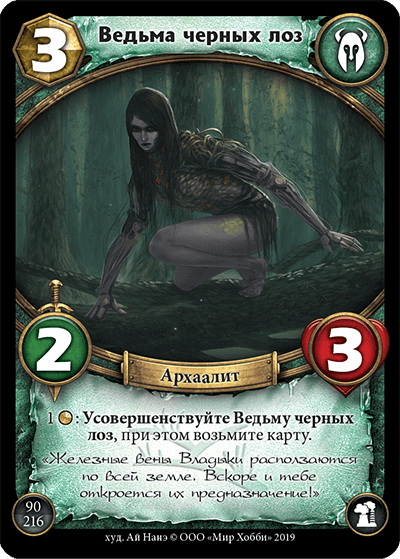 3
Ведьма черных лоз
2
3
Архаалит
1 : Усовершенствуйте Ведьму черных
лоз, при этом возьмите карту.
«Железные вены Владыки расползаются
по всей земле. Вскоре и тебе
откроется их предназначение!»
90
216
худ. Ай Нанэ © ООО «Мир Хобби» 2019